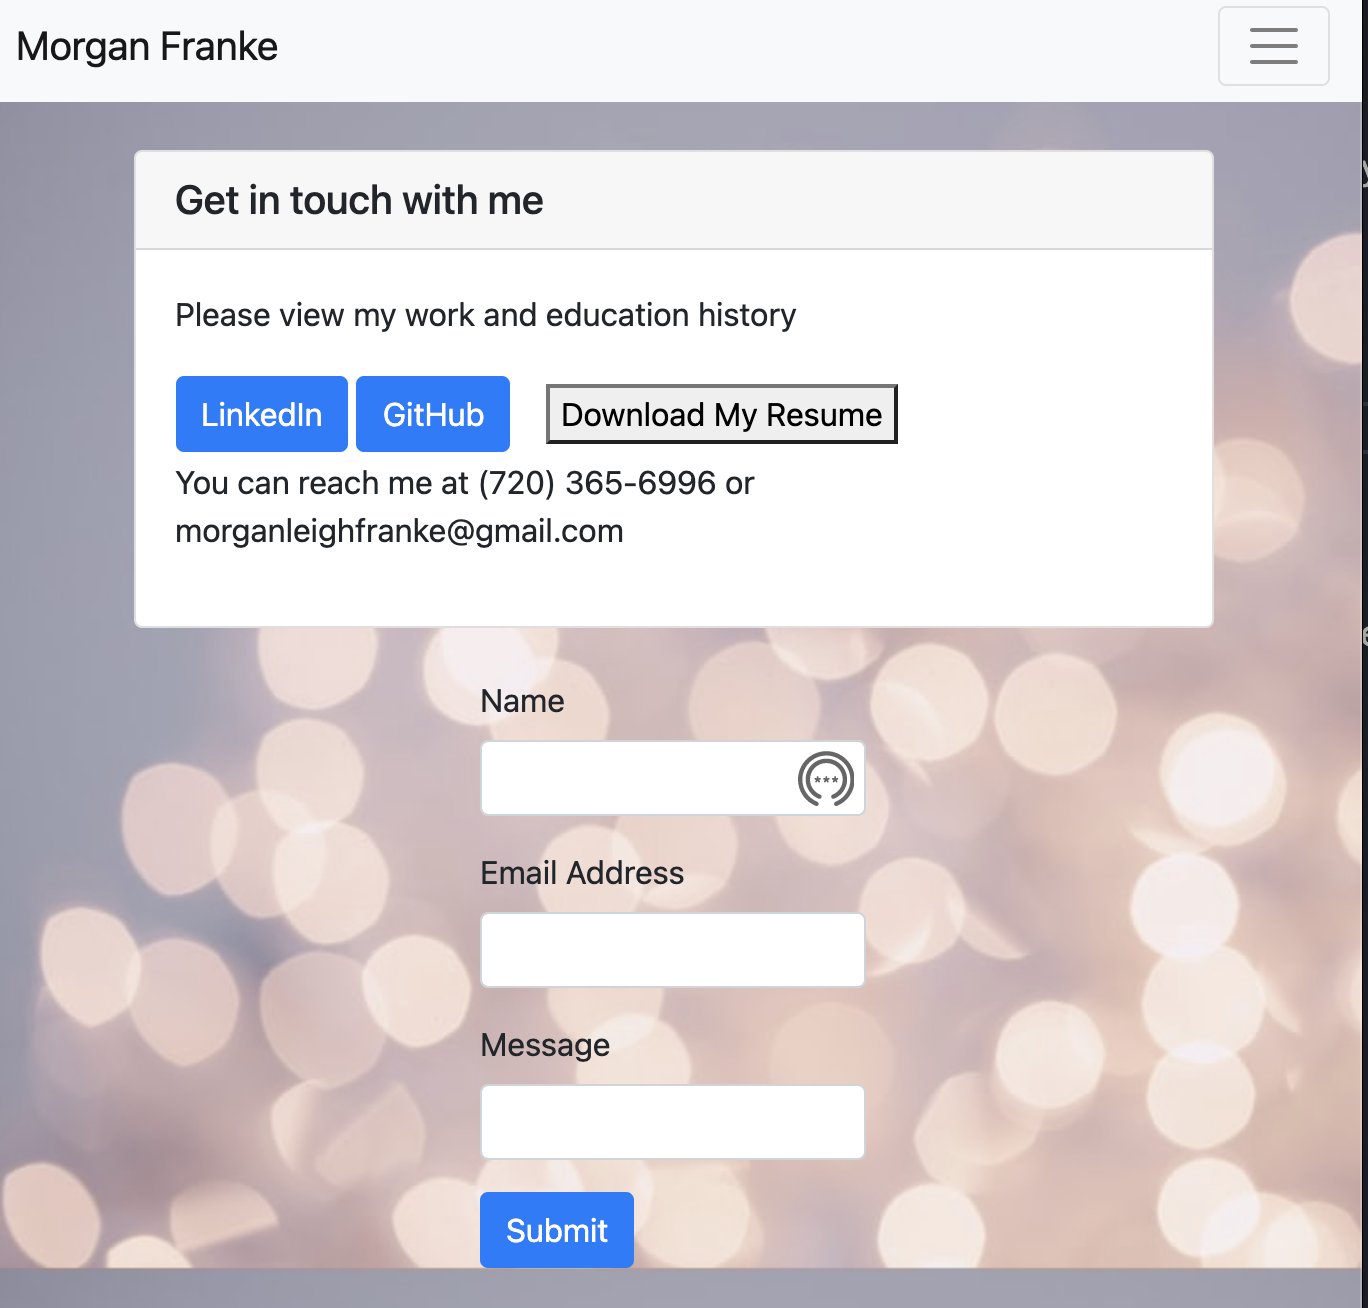 Morgan Franke
Get in touch with me
Please view my work and education history
LinkedIn GitHub Download My Resume
You can reach me at (720) 365-6996 or
morganleighfranke@gmail.com
Name
Email Address
Message
Submit